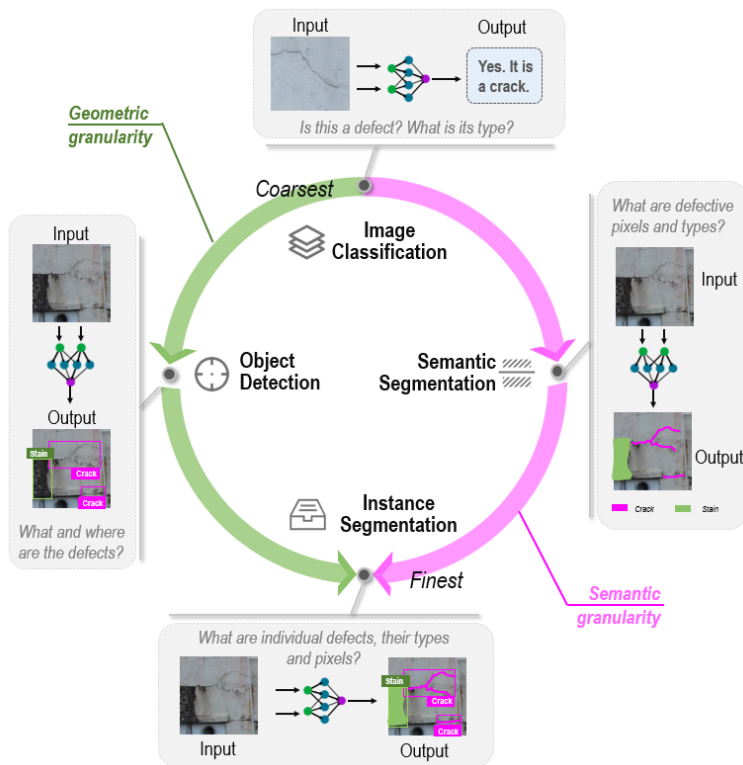 Input
Output
Yes. It is
a crack.
Is this a defect? What is its type?
Geometric
granularity
Coarsest
Image
Classification
Input
Output
Stain
Crack
Crack
What and where
are the defects?
Object
Detection
Semantic
Segmentation
What are defective
pixels and types?
Input
Output
Crack
Stain
Instance
Segmentation
Finest
Semantic
granularity
What are individual defects, their types
and pixels?
Input
Output
Stain
Crack
Crack